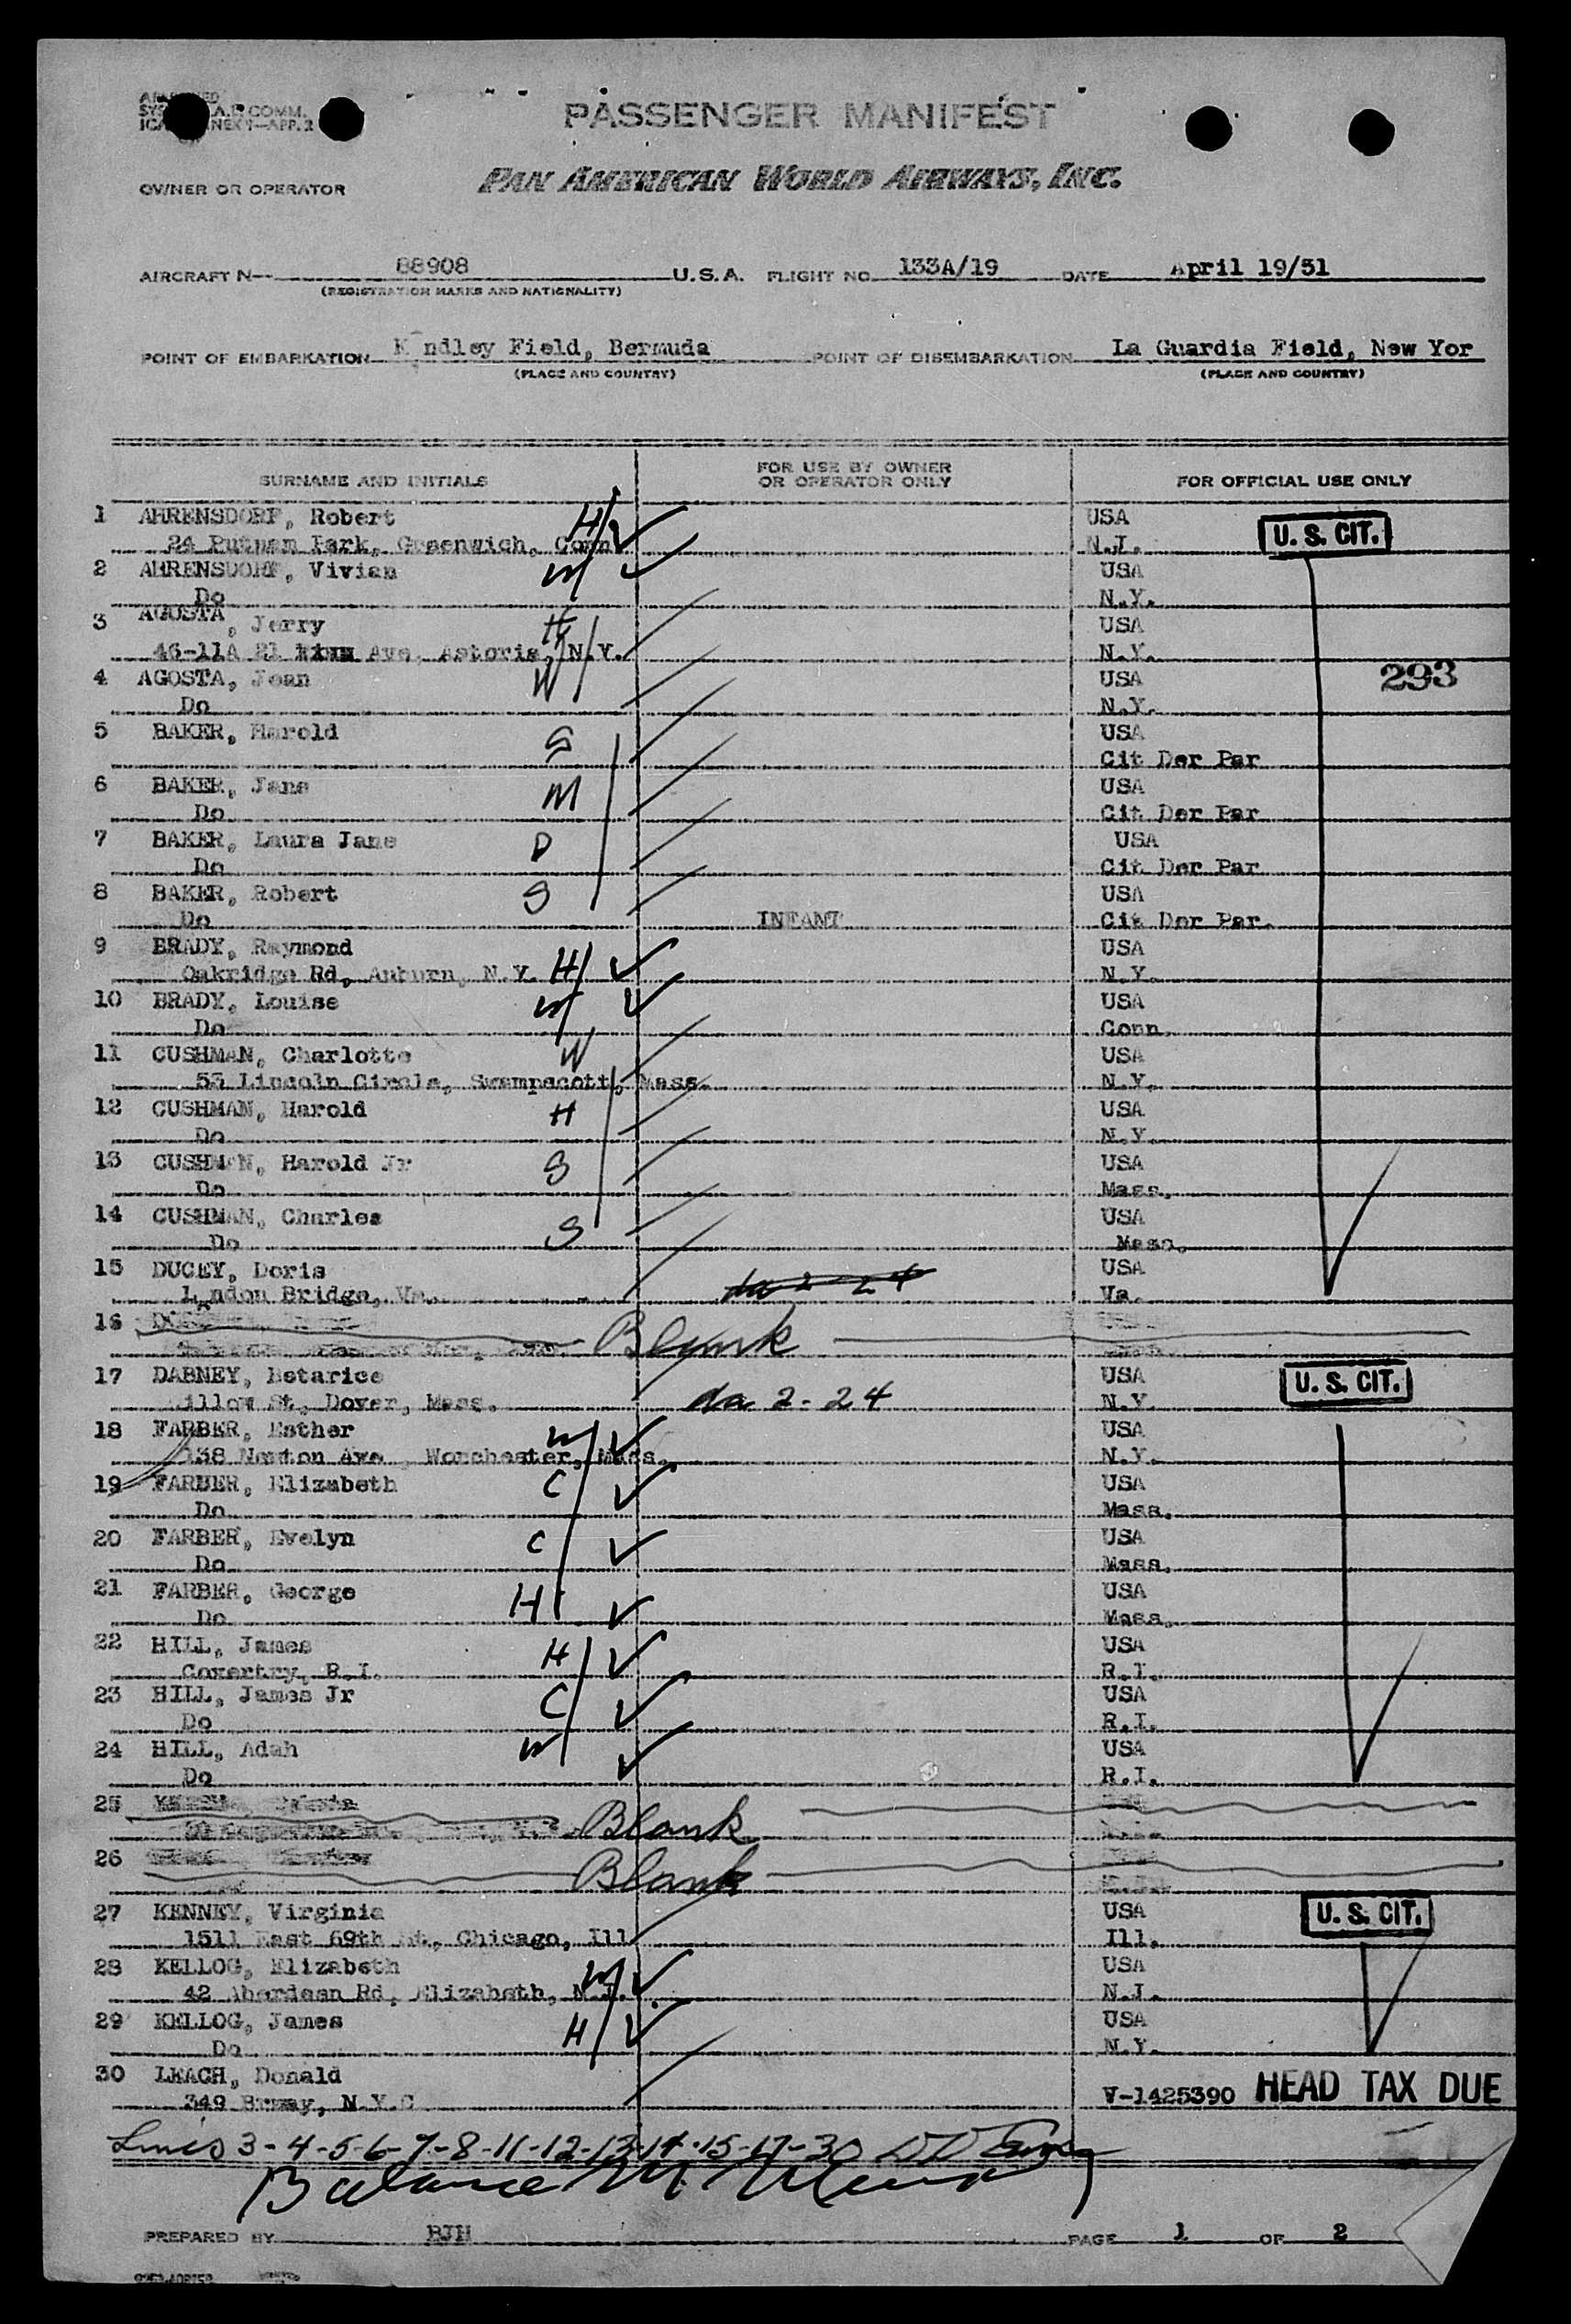 PASSENGER MANIFEST
OWNER OR OPERATOR PAN AMERICAN WORLD AIRWAYS, INC.
AIRCRAFT N— 88908 U.S.A. FLIGHT NO. 133A/19 DATE April 19/51
(REGISTRATION MARKS AND NATIONALITY)
POINT OF EMBARKATION K ndley Field, Bermuda POINT OF DISEMBARKATION La Guardia Field, New Yor
(PLACE AND COUNTRY) (PLACE AND COUNTRY)
SURNAME AND INITIALS FOR USE BY OWNER OR OPERATOR ONLY FOR OFFICIAL USE ONLY
1 AHRENSDORF, Robert H USA U. S. CIT.
24 Putnam Park, Greenwich, Conn. N.J.
2 AHRENSDORF, Vivian W USA
Do N.Y.
3 AGOSTA, Jerry H USA
46-11A Ave, Astoria, N.Y. N.Y.
4 AGOSTA, Joan W USA 293
Do N.Y.
5 BAKER, Harold S USA
Cit Der Par
6 BAKER, Jane M USA
Do Cit Der Par
7 BAKER, Laura Jane D USA
Do Cit Der Par
8 BAKER, Robert S USA
Do INFANT Cit Der Par.
9 BRADY, Raymond USA
Oakridge Rd, Auburn, N.Y. H N.Y.
10 BRADY, Louise W USA
Do Conn.
11 CUSHMAN, Charlotte W USA
53 Lincoln Circle, Swampscott, Mass. N.Y.
12 CUSHMAN, Harold H USA
Do N.Y.
13 CUSHMAN, Harold Jr S USA
Do Mass.
14 CUSHMAN, Charles S USA
Do Mass.
15 DUCEY, Doris USA
London Bridge, Va. da 2-24 Va.
16 Blank
17 DABNEY, Betarice USA U. S. CIT.
illow St, Dover, Mass. da 2-24 N.Y.
18 FARBER, Esther W USA
138 Newton Ave , Worchester, Mass. N.Y.
19 FARBER, Elizabeth C USA
Do Mass.
20 FARBER, Evelyn C USA
Do Mass.
21 FARBER, George H USA
Do Mass.
22 HILL, James H USA
Coventry, R.I. R.I.
23 HILL, James Jr C USA
Do R.I.
24 HILL, Adah W USA
Do R.I.
25 Blank
26 Blank
27 KENNEY, Virginia USA U. S. CIT.
1511 East 69th St, Chicago, Ill Ill.
28 KELLOG, Elizabeth W USA
42 Aberdeen Rd, Elizabeth, N.J. N.J.
29 KELLOG, James H USA
Do N.Y.
30 LEACH, Donald
349 Brway, N.Y.C V-1425390 HEAD TAX DUE
Lines 3-4-5-6-7-8-11-12-13-14-15-17-30
Balance
PREPARED BY BJH PAGE 1 OF 2